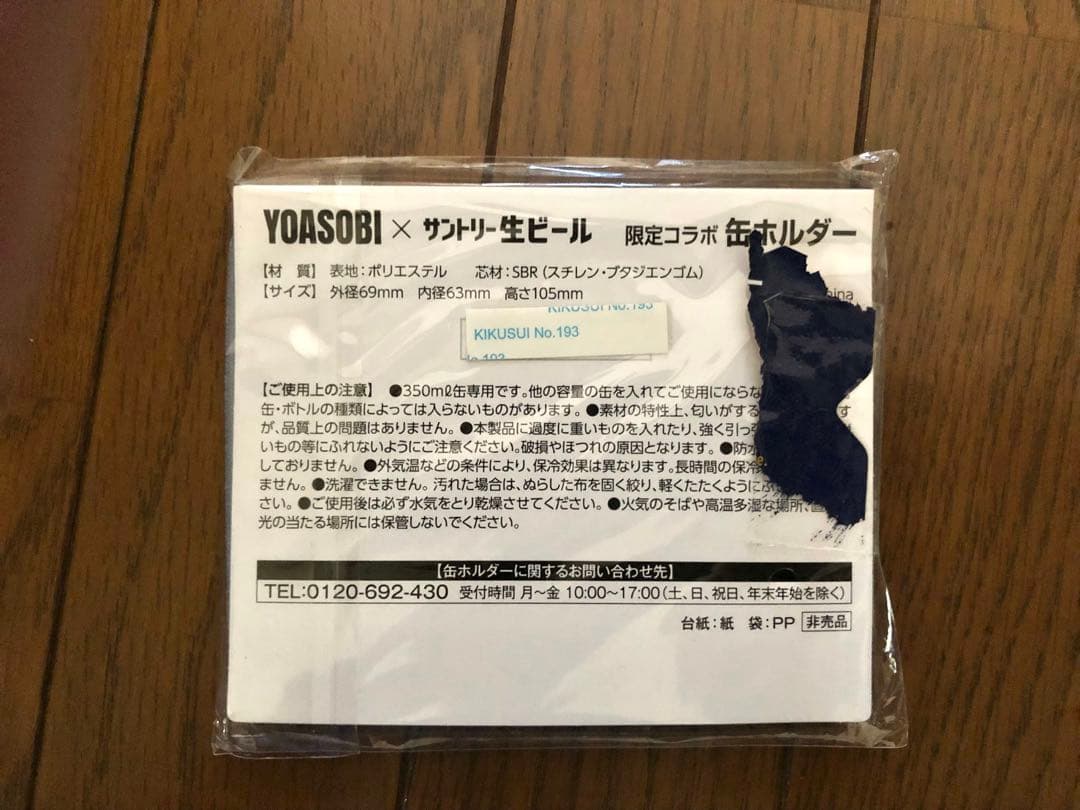 YOASOBI × サントリー生ビール 限定コラボ 缶ホルダー
【材 質】 表地:ポリエステル 芯材:SBR(スチレン・ブタジエンゴム)
【サイズ】 外径69mm 内径63mm 高さ105mm
KIKUSUI No.193
KIKUSUI No.193
【ご使用上の注意】 ●350mℓ缶専用です。他の容量の缶を入れてご使用にならな
缶・ボトルの種類によっては入らないものがあります。 ●素材の特性上、匂いがする
が、品質上の問題はありません。 ●本製品に過度に重いものを入れたり、強く引っ
いもの等にふれないようにご注意ください。破損やほつれの原因となります。 ●防水
しておりません。 ●外気温などの条件により、保冷効果は異なります。長時間の保冷
ません。 ●洗濯できません。 汚れた場合は、ぬらした布を固く絞り、軽くたたくように
さい。 ●ご使用後は必ず水気をとり乾燥させてください。 ●火気のそばや高温多湿な場所、
光の当たる場所には保管しないでください。
【缶ホルダーに関するお問い合わせ先】
TEL:0120-692-430 受付時間 月〜金 10:00〜17:00(土、日、祝日、年末年始を除く)
台紙:紙 袋:PP 非売品